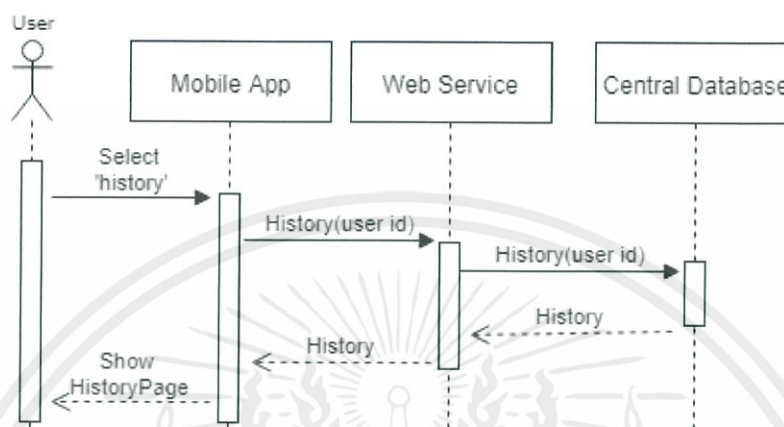 User
Mobile App
Web Service
Central Database
Select
'history'
History(user id)
History(user id)
History
History
Show
HistoryPage